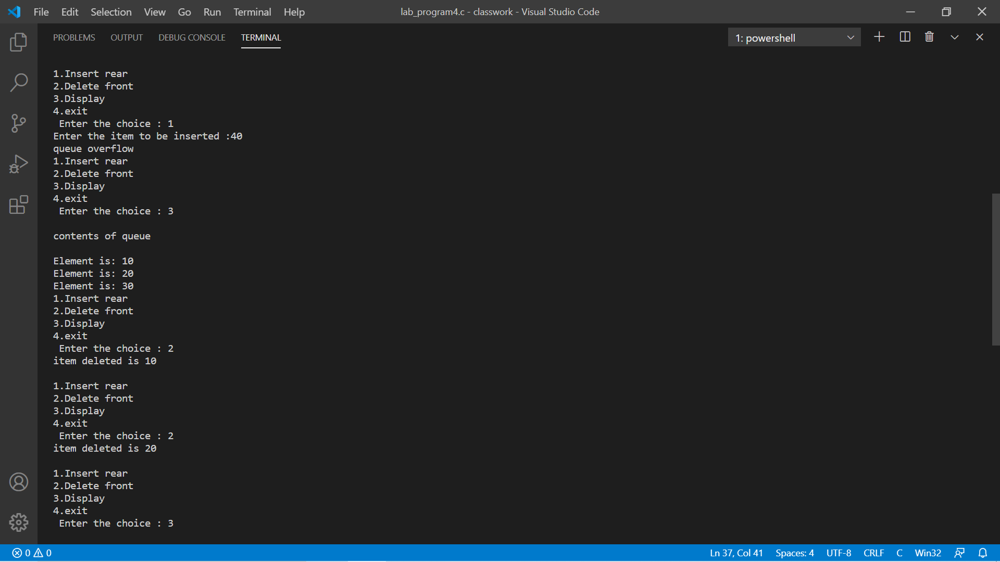 File Edit Selection View Go Run Terminal Help lab_program4.c - classwork - Visual Studio Code
PROBLEMS OUTPUT DEBUG CONSOLE TERMINAL 1: powershell
1.Insert rear
2.Delete front
3.Display
4.exit
Enter the choice : 1
Enter the item to be inserted :40
queue overflow
1.Insert rear
2.Delete front
3.Display
4.exit
Enter the choice : 3
contents of queue
Element is: 10
Element is: 20
Element is: 30
1.Insert rear
2.Delete front
3.Display
4.exit
Enter the choice : 2
item deleted is 10
1.Insert rear
2.Delete front
3.Display
4.exit
Enter the choice : 2
item deleted is 20
1.Insert rear
2.Delete front
3.Display
4.exit
Enter the choice : 3
0 0 Ln 37, Col 41 Spaces: 4 UTF-8 CRLF C Win32